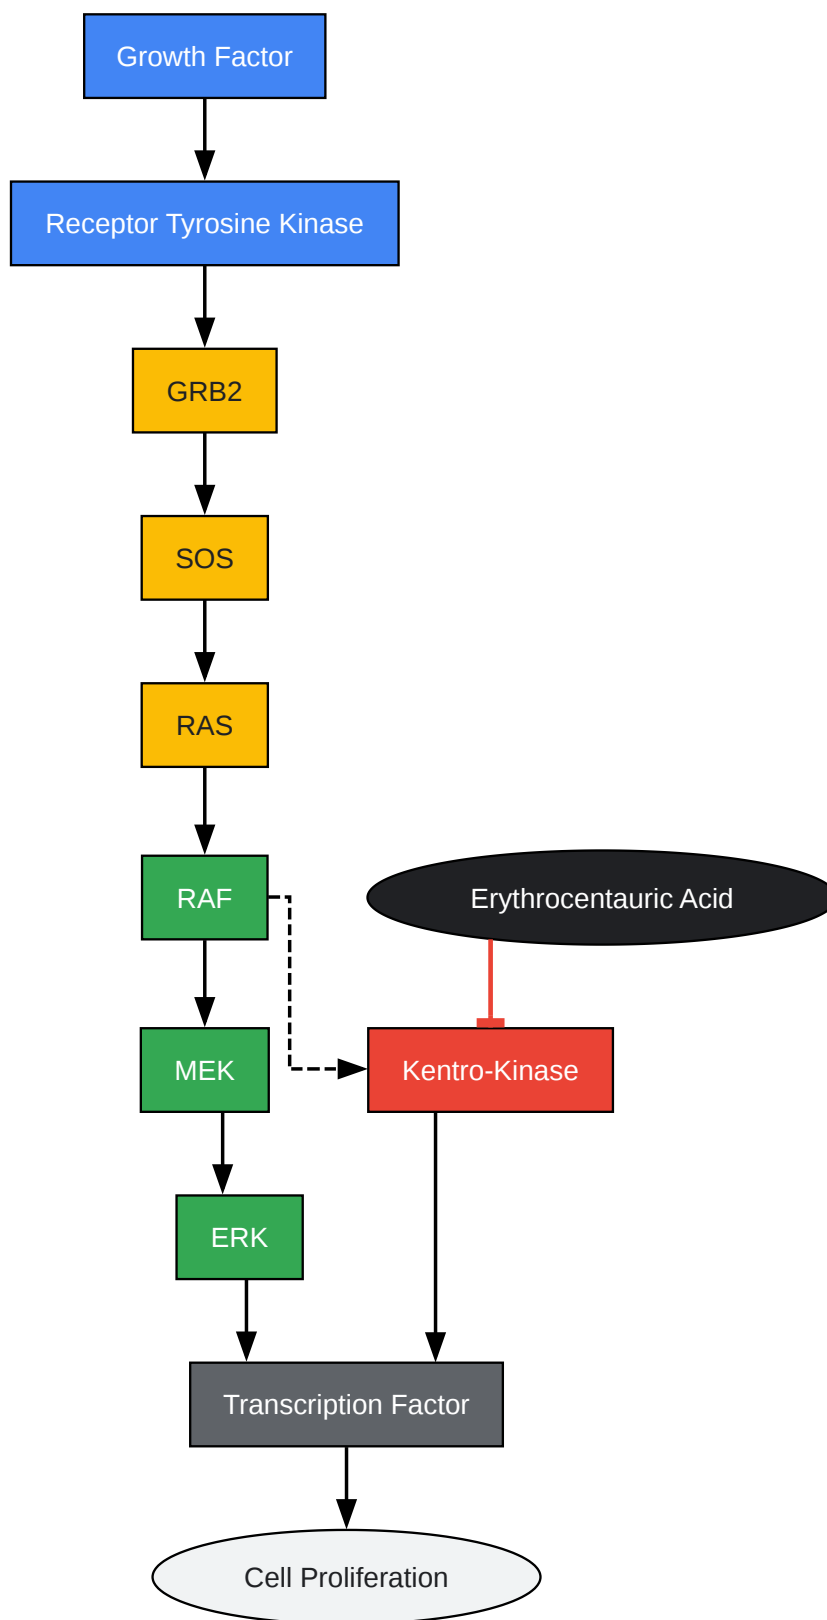 Growth Factor
Receptor Tyrosine Kinase
GRB2
SOS
RAS
RAF
Erythrocentauric Acid
MEK
Kentro-Kinase
ERK
Transcription Factor
Cell Proliferation